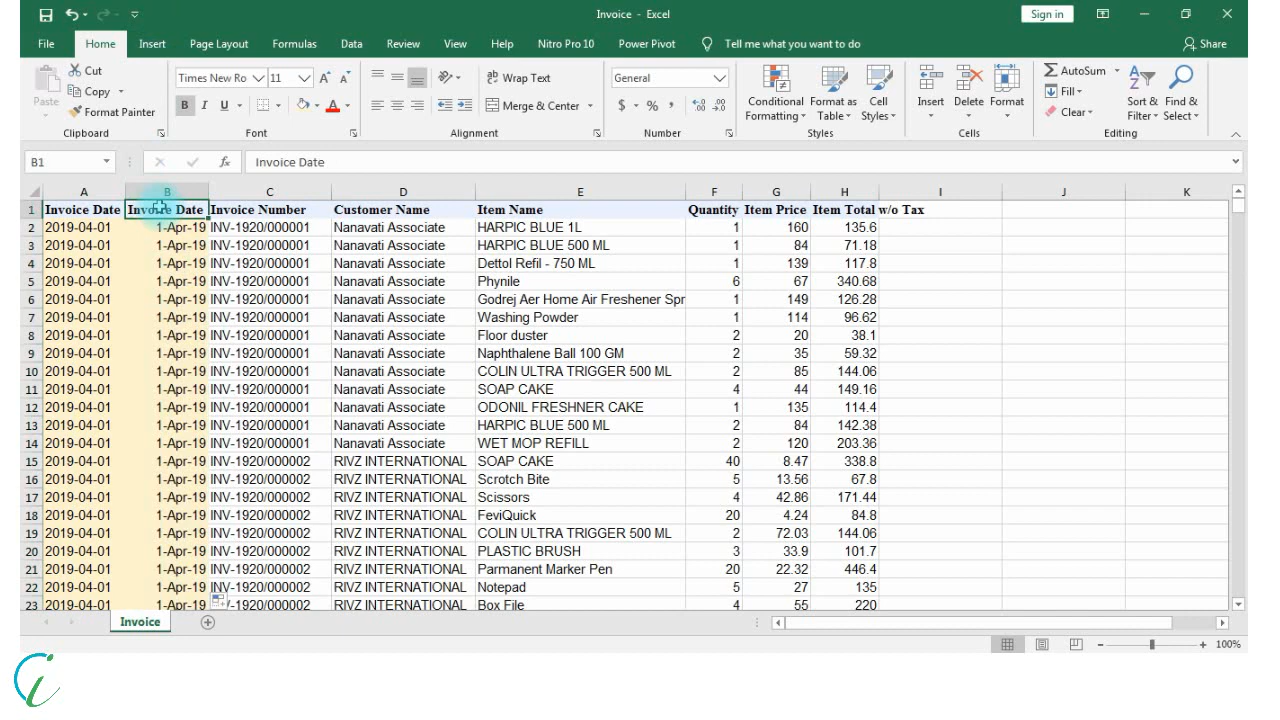 Invoice - Excel
Sign in
File Home Insert Page Layout Formulas Data Review View Help Nitro Pro 10 Power Pivot Tell me what you want to do Share
Paste Cut Copy Format Painter Clipboard
Times New Ro 11 B I U A Font
Wrap Text Merge & Center Alignment
General $ % Number
Conditional Formatting Format as Table Cell Styles Styles
Insert Delete Format Cells
AutoSum Fill Clear Sort & Filter Find & Select Editing
B1 fx Invoice Date
A B C D E F G H I J K
1 Invoice Date Invoice Date Invoice Number Customer Name Item Name Quantity Item Price Item Total w/o Tax
2 2019-04-01 1-Apr-19 INV-1920/000001 Nanavati Associate HARPIC BLUE 1L 1 160 135.6
3 2019-04-01 1-Apr-19 INV-1920/000001 Nanavati Associate HARPIC BLUE 500 ML 1 84 71.18
4 2019-04-01 1-Apr-19 INV-1920/000001 Nanavati Associate Dettol Refil - 750 ML 1 139 117.8
5 2019-04-01 1-Apr-19 INV-1920/000001 Nanavati Associate Phynile 6 67 340.68
6 2019-04-01 1-Apr-19 INV-1920/000001 Nanavati Associate Godrej Aer Home Air Freshener Spr 1 149 126.28
7 2019-04-01 1-Apr-19 INV-1920/000001 Nanavati Associate Washing Powder 1 114 96.62
8 2019-04-01 1-Apr-19 INV-1920/000001 Nanavati Associate Floor duster 2 20 38.1
9 2019-04-01 1-Apr-19 INV-1920/000001 Nanavati Associate Naphthalene Ball 100 GM 2 35 59.32
10 2019-04-01 1-Apr-19 INV-1920/000001 Nanavati Associate COLIN ULTRA TRIGGER 500 ML 2 85 144.06
11 2019-04-01 1-Apr-19 INV-1920/000001 Nanavati Associate SOAP CAKE 4 44 149.16
12 2019-04-01 1-Apr-19 INV-1920/000001 Nanavati Associate ODONIL FRESHNER CAKE 1 135 114.4
13 2019-04-01 1-Apr-19 INV-1920/000001 Nanavati Associate HARPIC BLUE 500 ML 2 84 142.38
14 2019-04-01 1-Apr-19 INV-1920/000001 Nanavati Associate WET MOP REFILL 2 120 203.36
15 2019-04-01 1-Apr-19 INV-1920/000002 RIVZ INTERNATIONAL SOAP CAKE 40 8.47 338.8
16 2019-04-01 1-Apr-19 INV-1920/000002 RIVZ INTERNATIONAL Scrotch Bite 5 13.56 67.8
17 2019-04-01 1-Apr-19 INV-1920/000002 RIVZ INTERNATIONAL Scissors 4 42.86 171.44
18 2019-04-01 1-Apr-19 INV-1920/000002 RIVZ INTERNATIONAL FeviQuick 20 4.24 84.8
19 2019-04-01 1-Apr-19 INV-1920/000002 RIVZ INTERNATIONAL COLIN ULTRA TRIGGER 500 ML 2 72.03 144.06
20 2019-04-01 1-Apr-19 INV-1920/000002 RIVZ INTERNATIONAL PLASTIC BRUSH 3 33.9 101.7
21 2019-04-01 1-Apr-19 INV-1920/000002 RIVZ INTERNATIONAL Parmanent Marker Pen 20 22.32 446.4
22 2019-04-01 1-Apr-19 INV-1920/000002 RIVZ INTERNATIONAL Notepad 5 27 135
23 2019-04-01 1-Apr-19 V-1920/000002 RIVZ INTERNATIONAL Box File 4 55 220
Invoice
100%
i